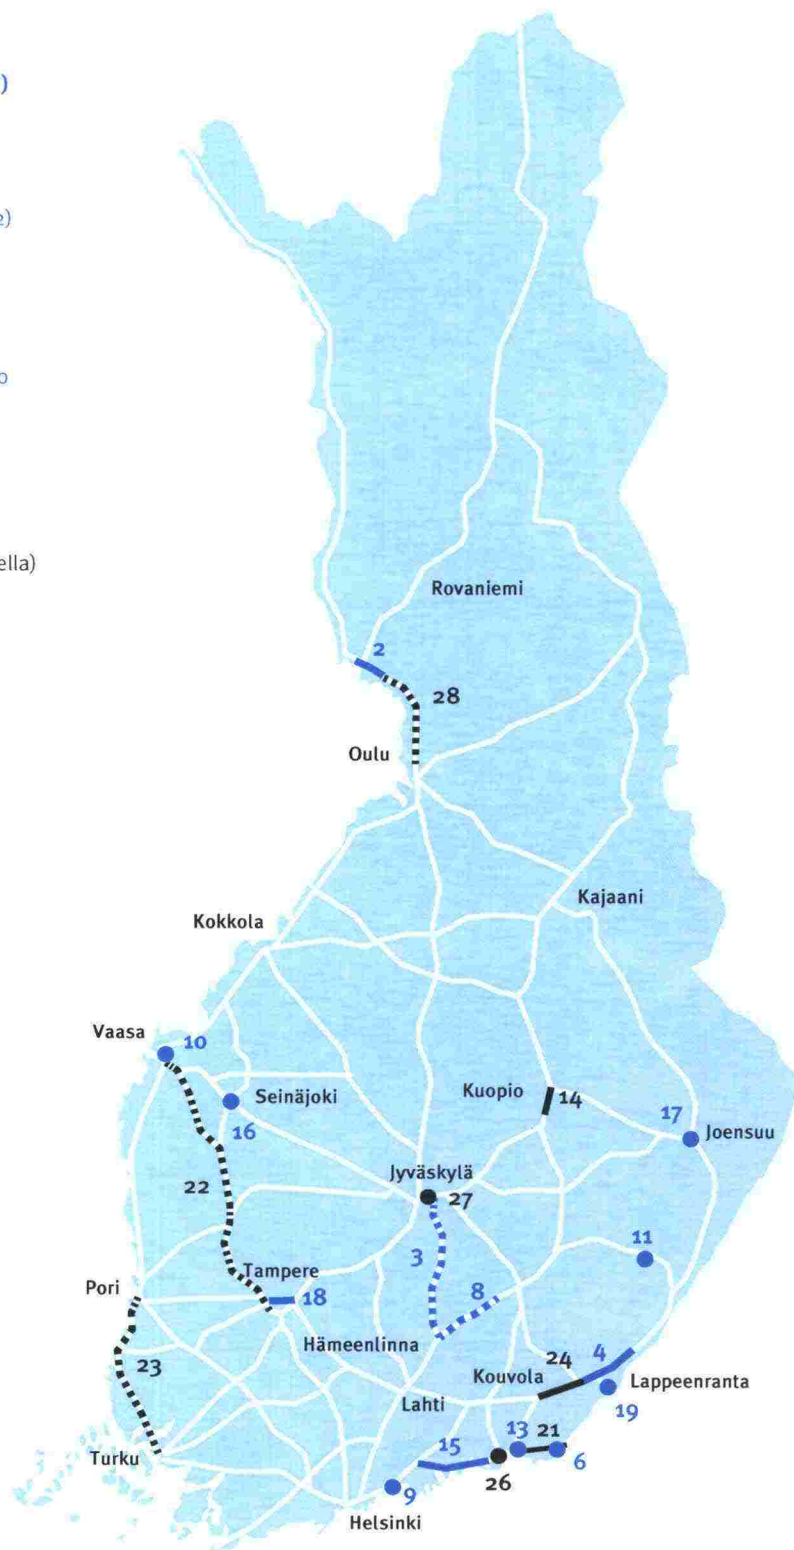 )
2)
0
ella)
Rovaniemi
2
28
Oulu
Kajaani
Kokkola
Vaasa
10
Kuopio
14
Seinäjoki
16
17
Joensuu
Jyväskylä
27
22
3
11
Tampere
8
Pori
18
Hämeenlinna
24
4
23
Kouvola
Lappeenranta
Lahti
19
13
21
Turku
15
6
26
9
Helsinki